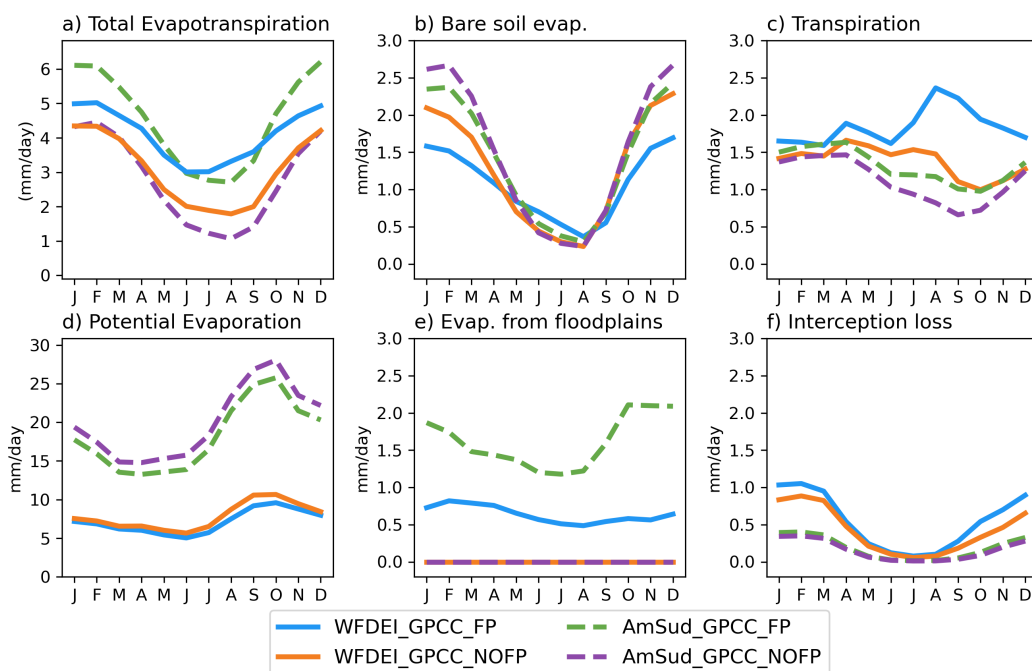 a) Total Evapotranspiration
b) Bare soil evap.
c) Transpiration
(mm/day)
6
5
4
3
2
1
0
J F M A M J J A S O N D
mm/day
3.0
2.5
2.0
1.5
1.0
0.5
0.0
J F M A M J J A S O N D
mm/day
3.0
2.5
2.0
1.5
1.0
0.5
0.0
J F M A M J J A S O N D
d) Potential Evaporation
e) Evap. from floodplains
f) Interception loss
mm/day
30
25
20
15
10
5
0
J F M A M J J A S O N D
mm/day
3.0
2.5
2.0
1.5
1.0
0.5
0.0
J F M A M J J A S O N D
mm/day
3.0
2.5
2.0
1.5
1.0
0.5
0.0
J F M A M J J A S O N D
WFDEI_GPCC_FP
WFDEI_GPCC_NOFP
AmSud_GPCC_FP
AmSud_GPCC_NOFP